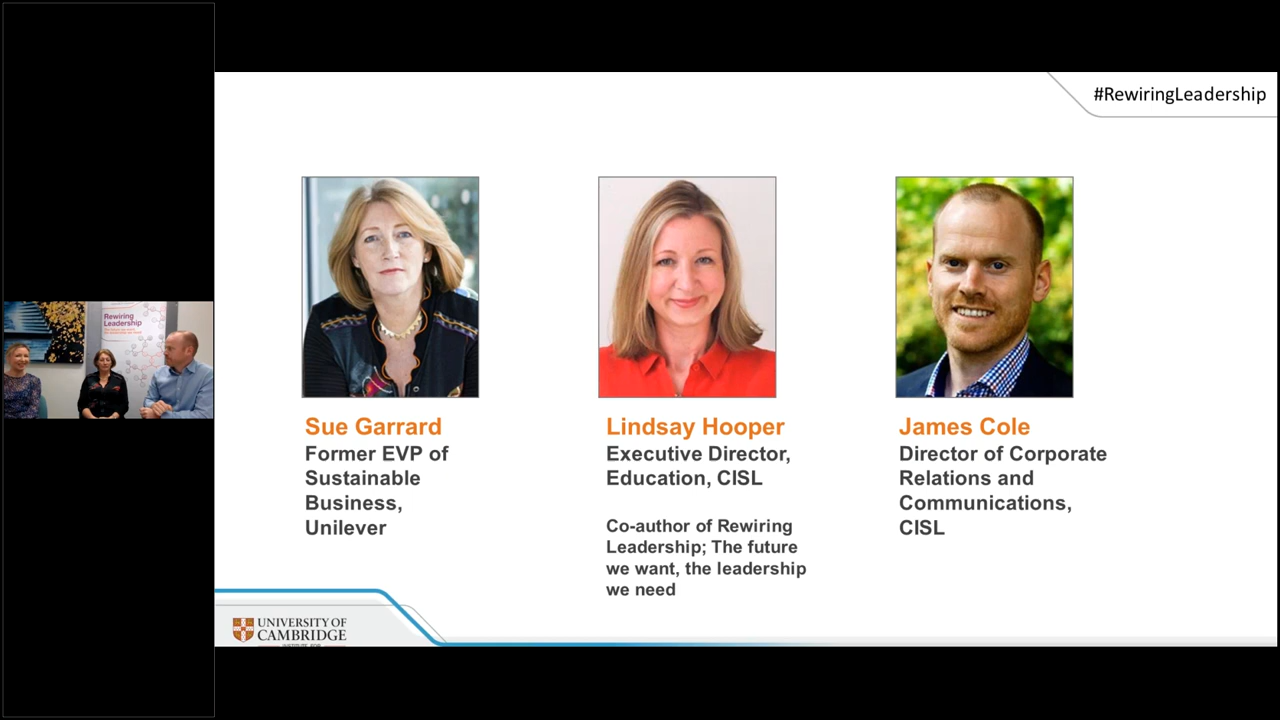 #RewiringLeadership
Rewiring
Leadership
Sue Garrard
Former EVP of
Sustainable
Business,
Unilever
Lindsay Hooper
Executive Director,
Education, CISL
Co-author of Rewiring
Leadership; The future
we want, the leadership
we need
James Cole
Director of Corporate
Relations and
Communications,
CISL
UNIVERSITY OF
CAMBRIDGE